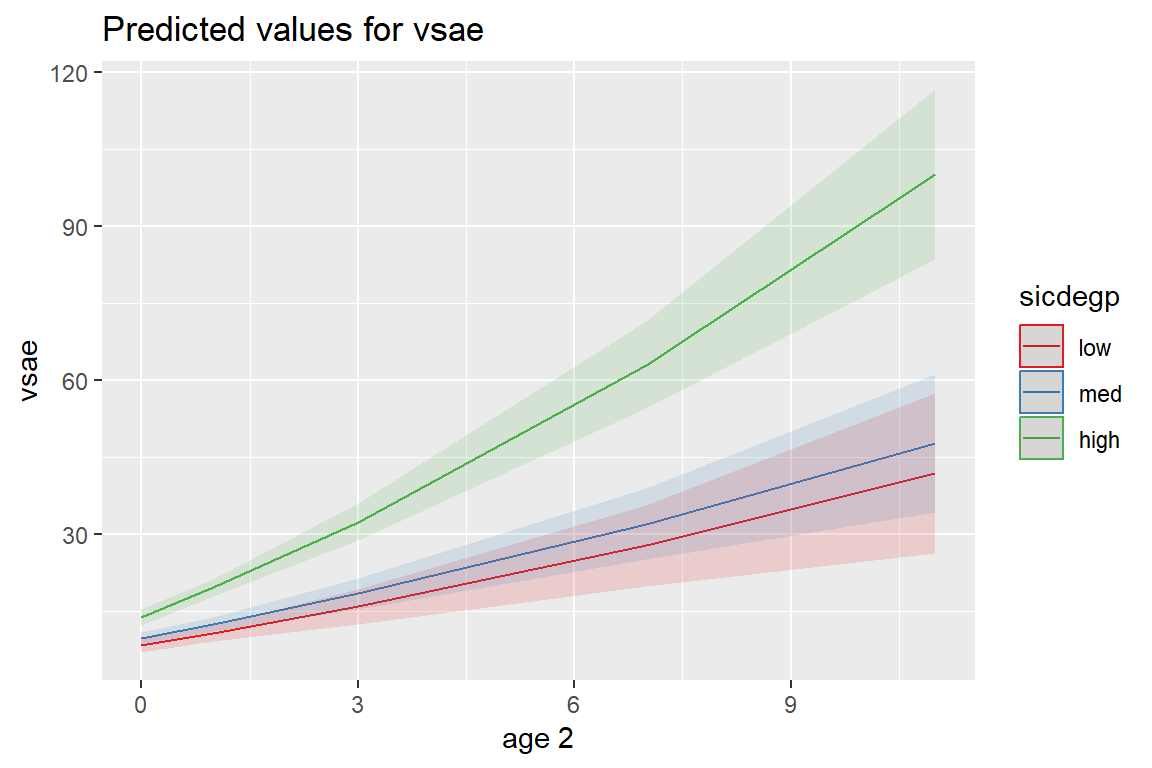 Predicted values for vsae
120
90
60
30
vsae
0 3 6 9
age 2
sicdegp
low
med
high